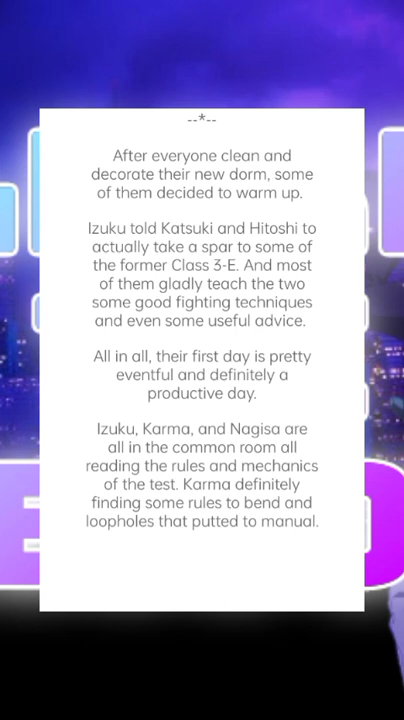 --*--
After everyone clean and
decorate their new dorm, some
of them decided to warm up.
Izuku told Katsuki and Hitoshi to
actually take a spar to some of
the former Class 3-E. And most
of them gladly teach the two
some good fighting techniques
and even some useful advice.
All in all, their first day is pretty
eventful and definitely a
productive day.
Izuku, Karma, and Nagisa are
all in the common room all
reading the rules and mechanics
of the test. Karma definitely
finding some rules to bend and
loopholes that putted to manual.